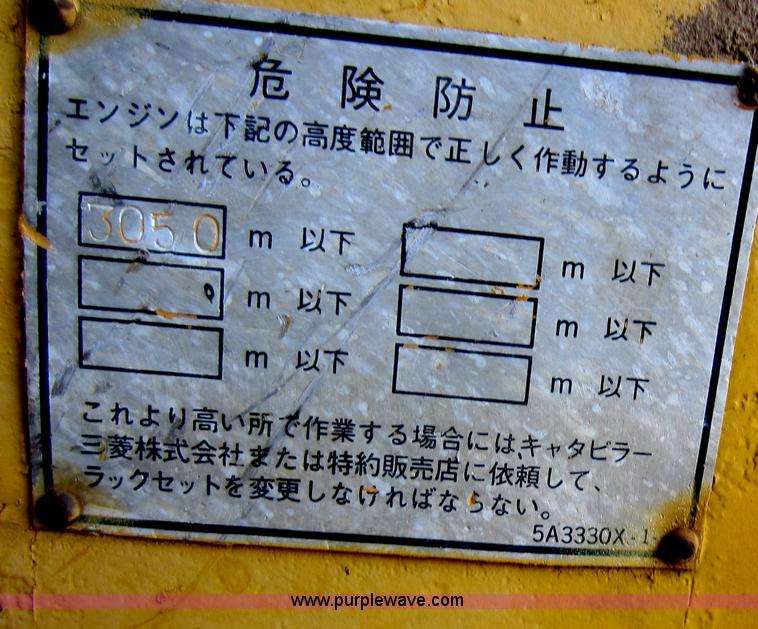 危険防止
エンジンは下記の高度範囲で正しく作動するように
セットされている。
3050 m 以下
m 以下
m 以下
m 以下
m 以下
m 以下
これより高い所で作業する場合には、キャタピラー
三菱株式会社または特約販売店に依頼して、
ラックセットを変更しなければならない。
5A3330X-1-
www.purplewave.com